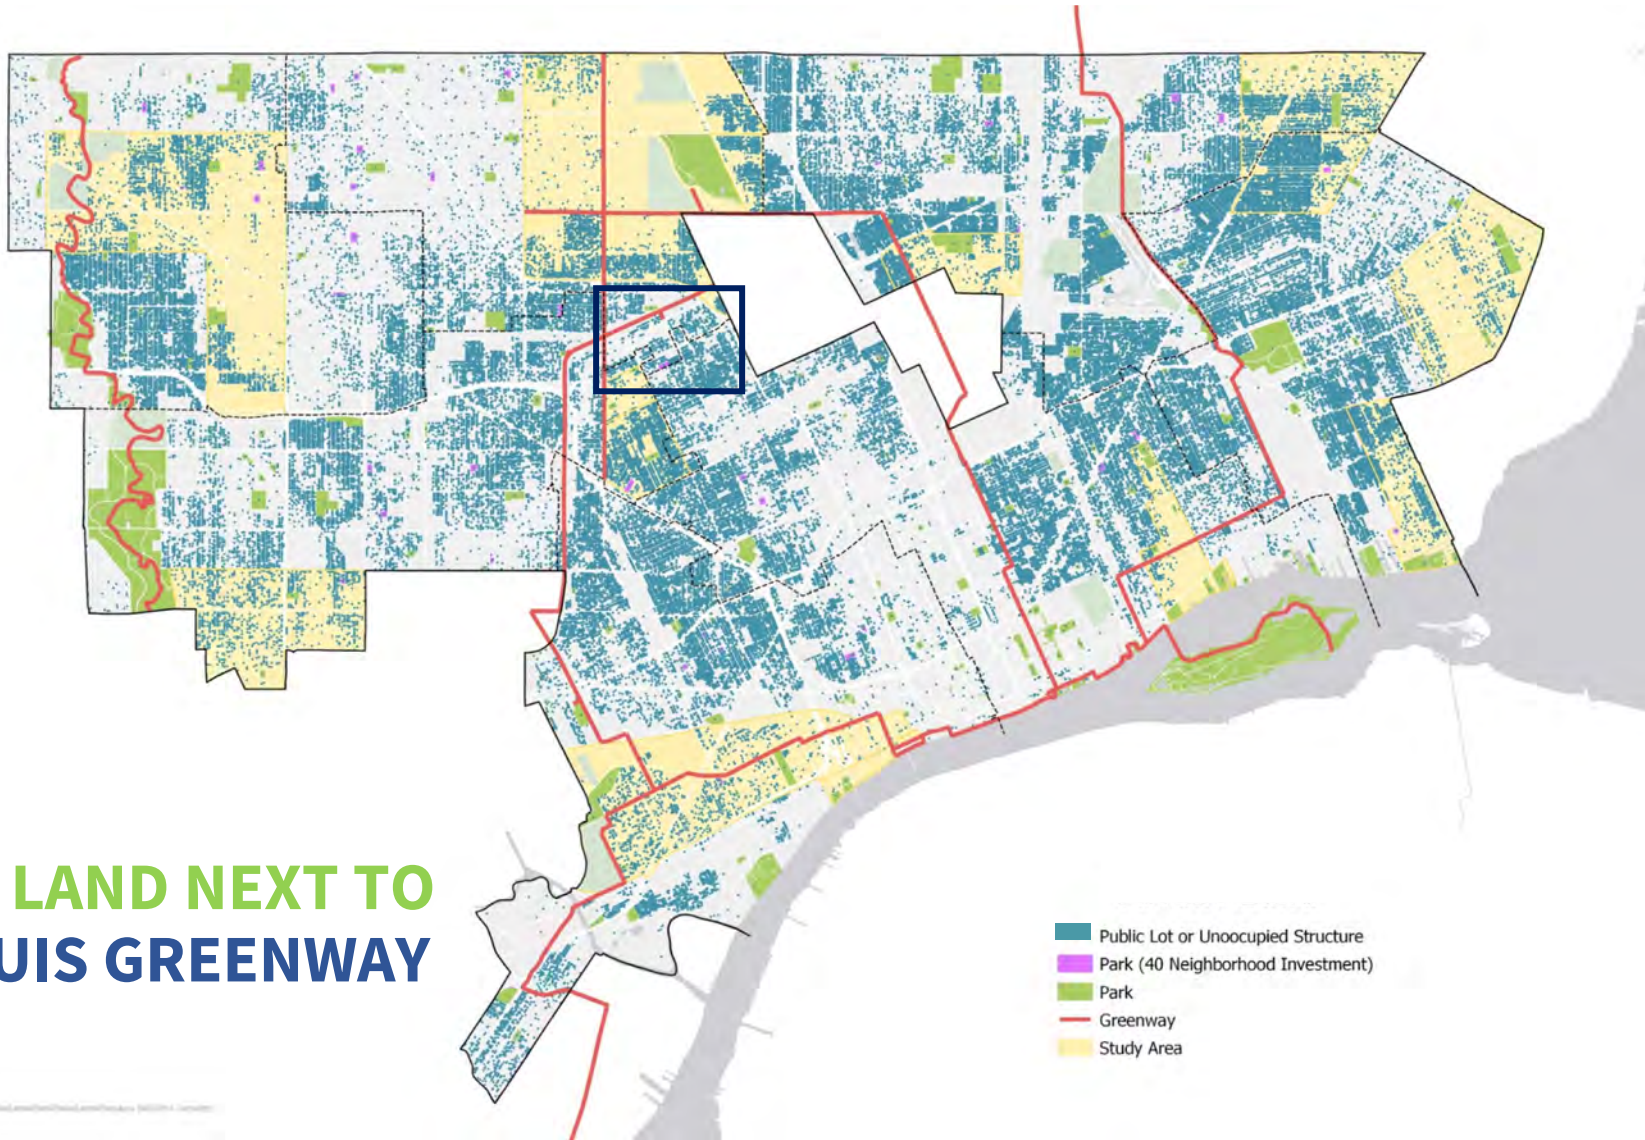 LAND NEXT TO
UIS GREENWAY
Public Lot or Unoocupied Structure
Park (40 Neighborhood Investment)
Park
Greenway
Study Area